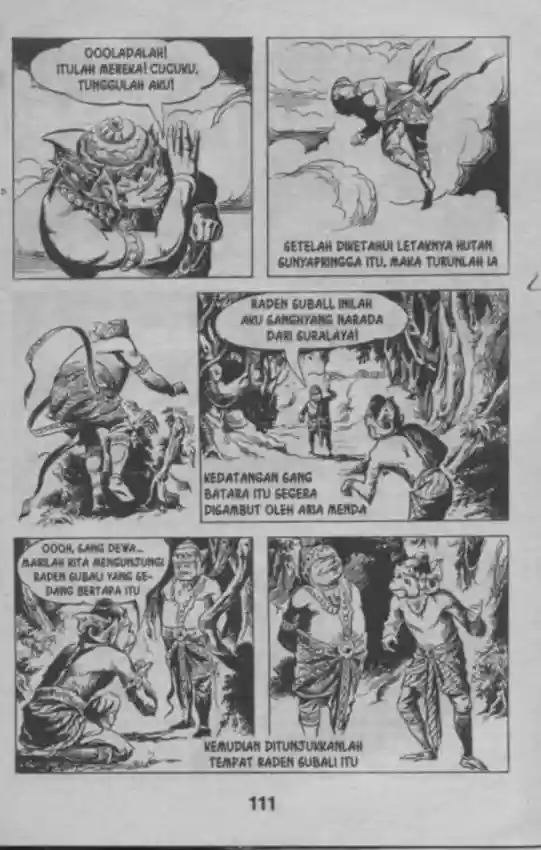 OOOLADALAH!
ITULAH MEREKA! CUCUKU,
TUNGGULAH AKU!
SETELAH DIKETAHUI LETAKNYA HUTAN
SUNYAPRINGGA ITU, MAKA TURUNLAH IA
RADEN SUBALI, INILAH
AKU SANGHYANG NARADA
DARI SURALAYA!
KEDATANGAN SANG
BATARA ITU SEGERA
DISAMBUT OLEH ARIA MENDA
OOOH, SANG DEWA...
MARILAH KITA MENGUNJUNGI
RADEN SUBALI YANG SE-
DANG BERTAPA ITU
KEMUDIAN DITUNJUKKANLAH
TEMPAT RADEN SUBALI ITU
111